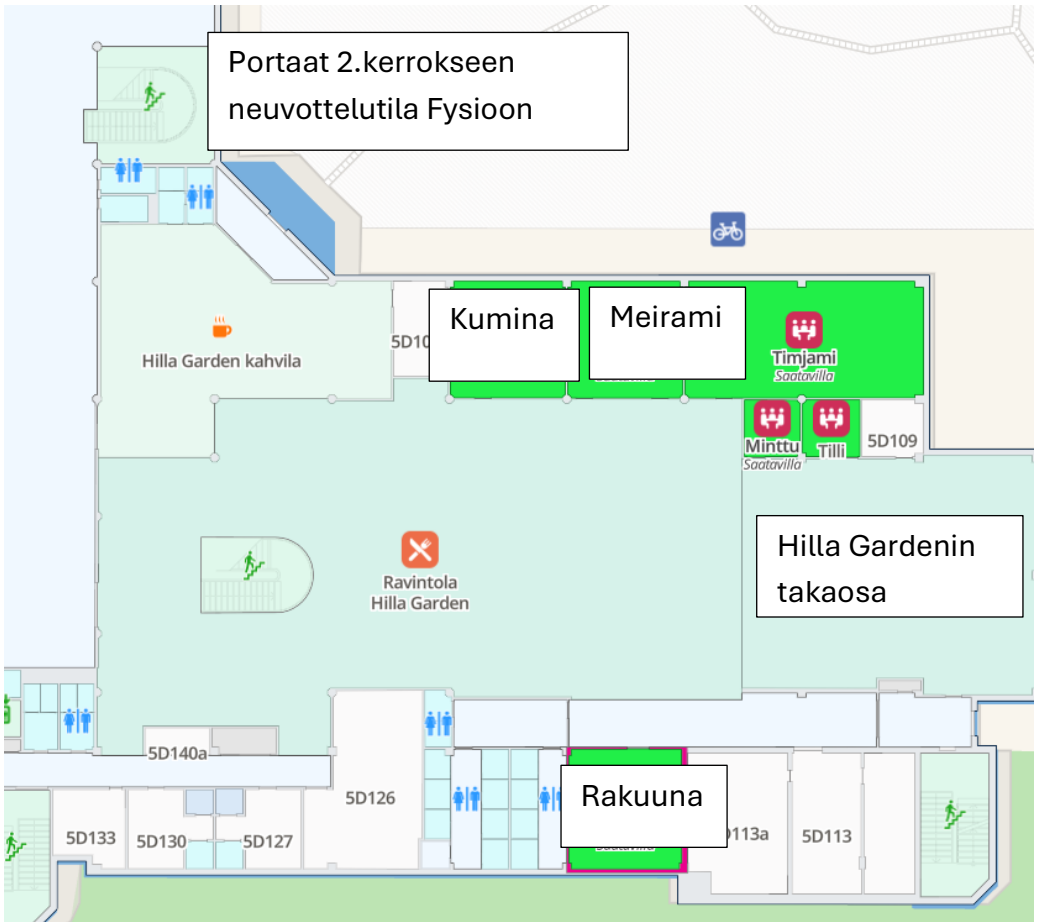 Portaat 2.kerrokseen
neuvottelutila Fysioon
Hilla Garden kahvila
5D10
Kumina
Meirami
Timjami
Saatavilla
Minttu
Saatavilla
Tilli
5D109
Hilla Gardenin
takaosa
Ravintola
Hilla Garden
5D140a
5D126
5D133
5D130
5D127
Rakuuna
Saatavilla
113a
5D113